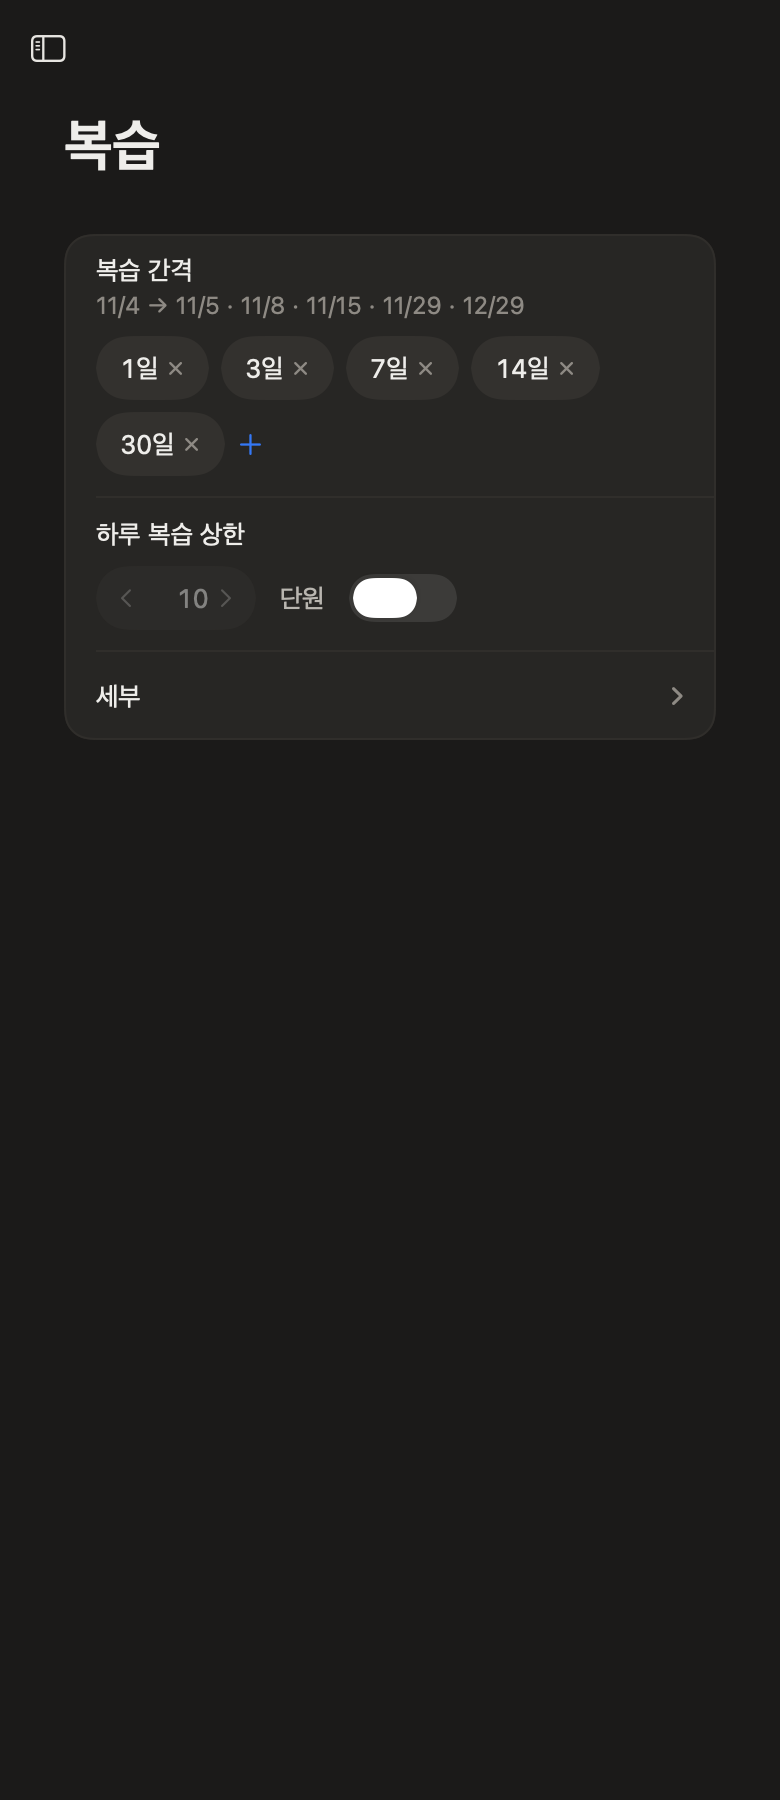 복습
복습 간격
11/4 → 11/5 · 11/8 · 11/15 · 11/29 · 12/29
1일 × 3일 × 7일 × 14일 ×
30일 × +
하루 복습 상한
< 10 > 단원
세부 >